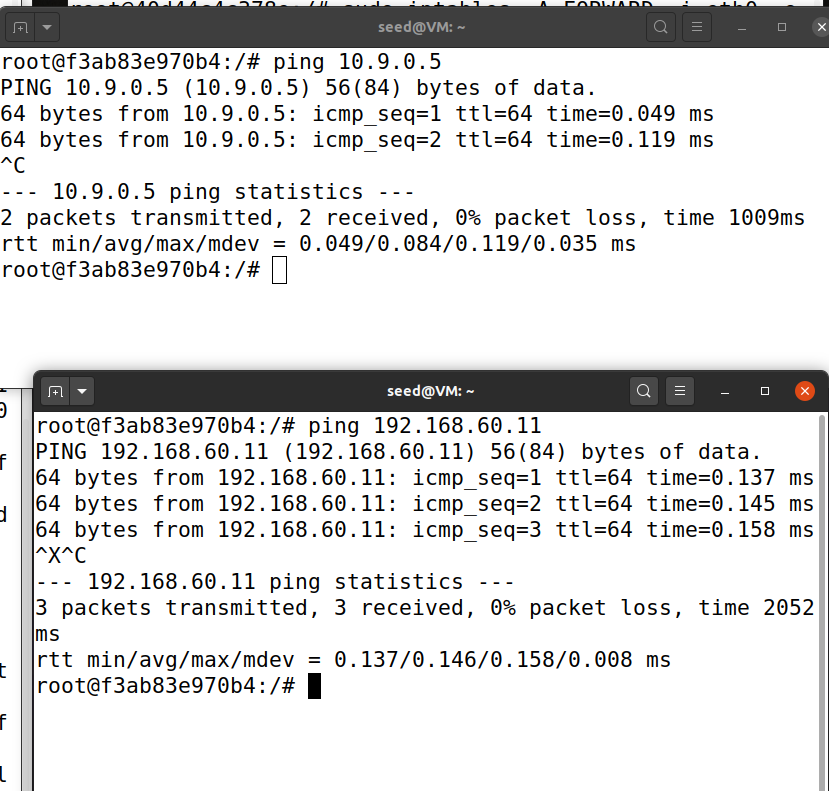 seed@VM: ~
root@f3ab83e970b4:/# ping 10.9.0.5
PING 10.9.0.5 (10.9.0.5) 56(84) bytes of data.
64 bytes from 10.9.0.5: icmp_seq=1 ttl=64 time=0.049 ms
64 bytes from 10.9.0.5: icmp_seq=2 ttl=64 time=0.119 ms
^C
--- 10.9.0.5 ping statistics ---
2 packets transmitted, 2 received, 0% packet loss, time 1009ms
rtt min/avg/max/mdev = 0.049/0.084/0.119/0.035 ms
root@f3ab83e970b4:/#
seed@VM: ~
root@f3ab83e970b4:/# ping 192.168.60.11
PING 192.168.60.11 (192.168.60.11) 56(84) bytes of data.
64 bytes from 192.168.60.11: icmp_seq=1 ttl=64 time=0.137 ms
64 bytes from 192.168.60.11: icmp_seq=2 ttl=64 time=0.145 ms
64 bytes from 192.168.60.11: icmp_seq=3 ttl=64 time=0.158 ms
^X^C
--- 192.168.60.11 ping statistics ---
3 packets transmitted, 3 received, 0% packet loss, time 2052
ms
rtt min/avg/max/mdev = 0.137/0.146/0.158/0.008 ms
root@f3ab83e970b4:/#